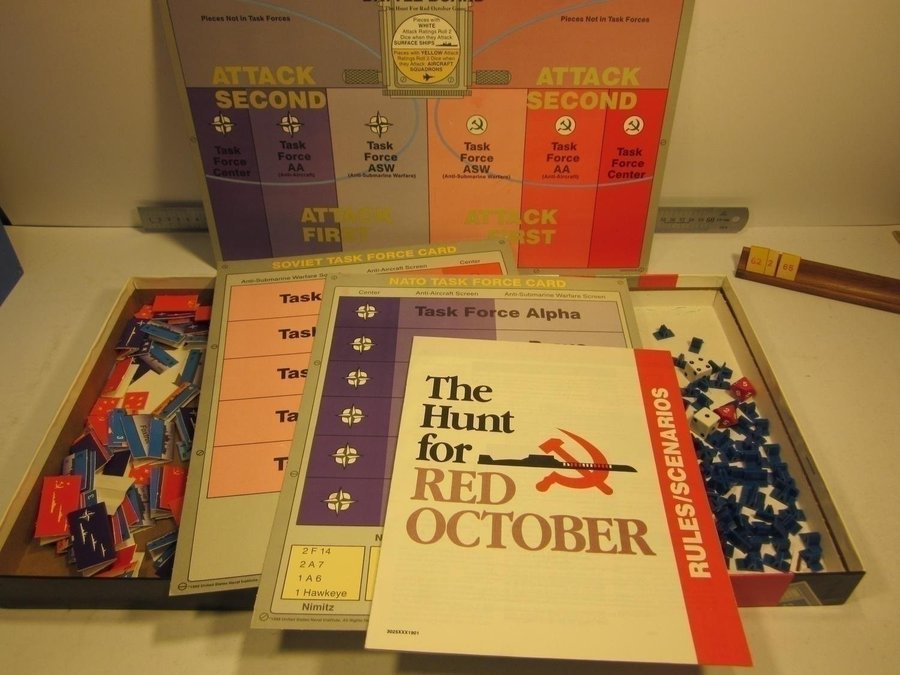 The Hunt For Red October Game
Pieces Not in Task Forces
Pieces Not in Task Forces
Pieces with
WHITE
Attack Ratings Roll 2
Dice when they Attack
SURFACE SHIPS
Pieces with YELLOW Attack
Ratings Roll 2 Dice when
they Attack AIRCRAFT
SQUADRONS
ATTACK
SECOND
ATTACK
SECOND
Task
Force
Center
Task
Force
AA
(Anti-Aircraft)
Task
Force
ASW
(Anti-Submarine Warfare)
Task
Force
ASW
(Anti-Submarine Warfare)
Task
Force
AA
(Anti-Aircraft)
Task
Force
Center
ATTACK
FIRST
ATTACK
FIRST
62 2 65
SOVIET TASK FORCE CARD
Anti-Submarine Warfare
Anti-Aircraft Screen
Center
Task
NATO TASK FORCE CARD
Center
Anti-Aircraft Screen
Anti-Submarine Warfare Screen
Task Force Alpha
2 F 14
2 A 7
1 A 6
1 Hawkeye
Nimitz
The
Hunt
for
RED
OCTOBER
RULES/SCENARIOS
3025XXX1901